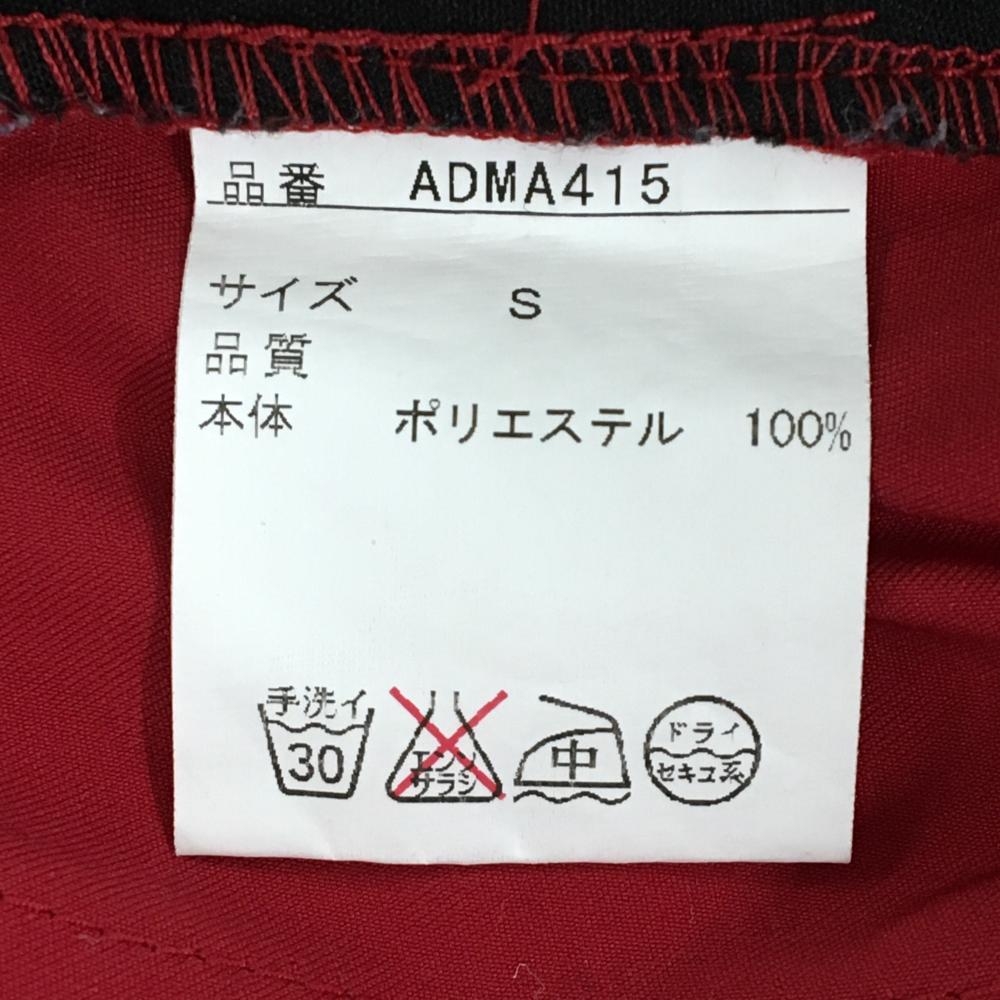 品番 ADMA415
サイズ S
品質
本体 ポリエステル 100%
手洗イ
30
エンソ
サラシ
中
ドライ
セキユ系